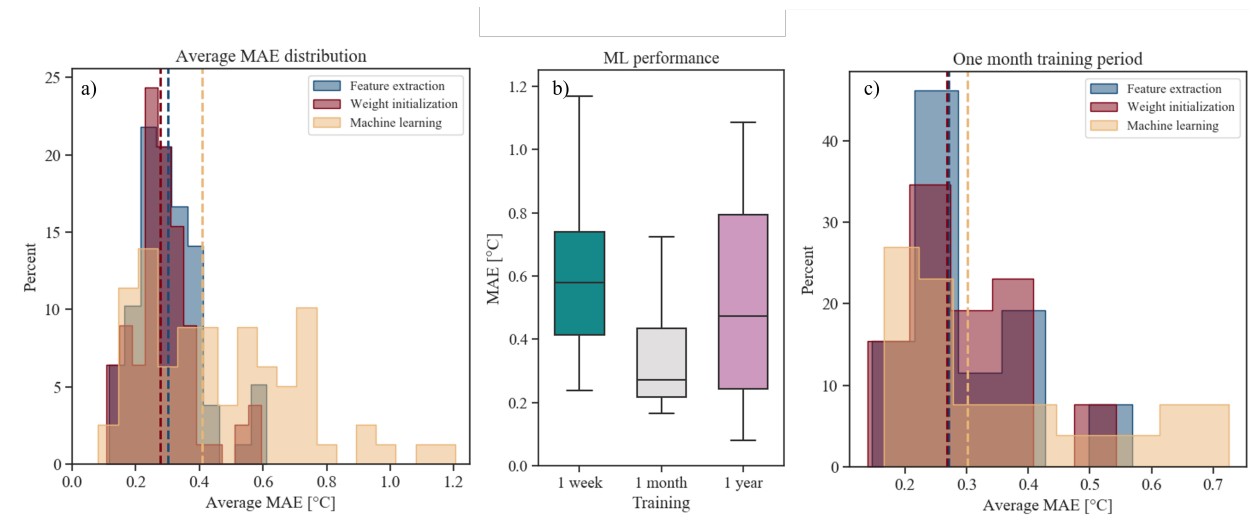 Average MAE distribution
a)
Feature extraction
Weight initialization
Machine learning
Percent
25
20
15
10
5
0
0.0 0.2 0.4 0.6 0.8 1.0 1.2
Average MAE [°C]
ML performance
b)
MAE [°C]
1.2
1.0
0.8
0.6
0.4
0.2
0.0
1 week 1 month 1 year
Training
One month training period
c)
Feature extraction
Weight initialization
Machine learning
Percent
40
30
20
10
0
0.2 0.3 0.4 0.5 0.6 0.7
Average MAE [°C]